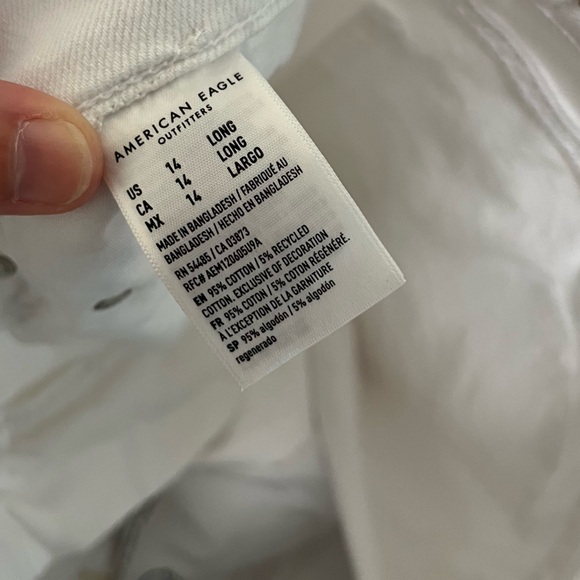 AMERICAN EAGLE
OUTFITTERS
US 14 LONG
CA 14 LONG
MX 14 LARGO
MADE IN BANGLADESH / FABRIQUÉ AU
BANGLADESH / HECHO EN BANGLADESH
RN 54485 / CA 03873
RFC# AEM120605U9A
EN 95% COTTON / 5% RECYCLED
COTTON. EXCLUSIVE OF DECORATION
FR 95% COTON / 5% COTON RÉGÉNÉRÉ.
À L'EXCEPTION DE LA GARNITURE
SP 95% algodón / 5% algodón
regenerado